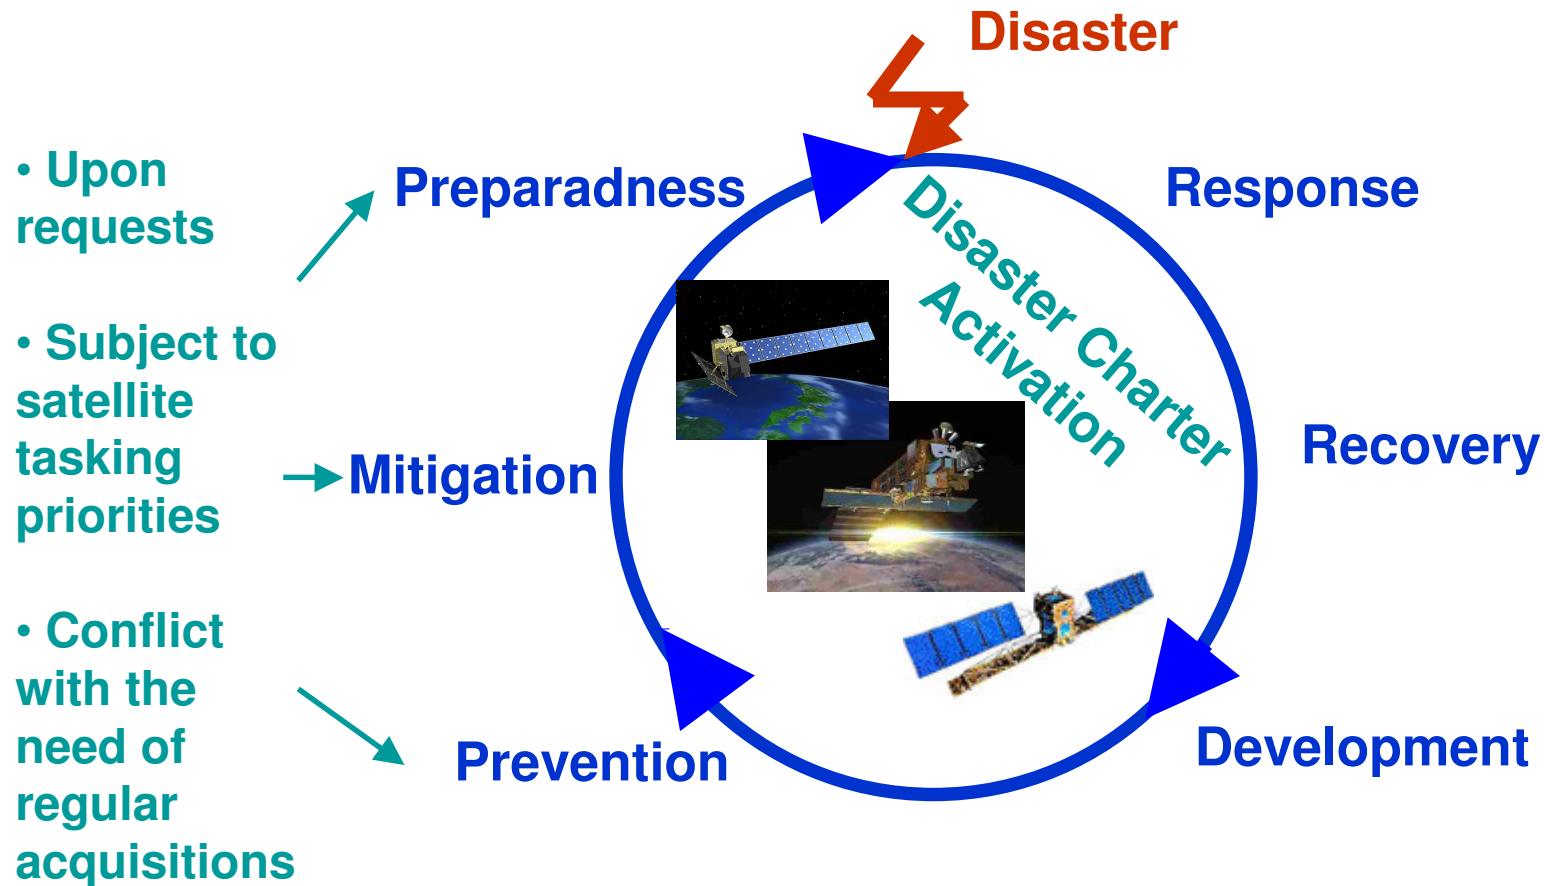 Disaster
• Upon
requests
• Subject to
satellite
tasking
priorities
• Conflict
with the
need of
regular
acquisitions
Preparadness
Mitigation
Prevention
Disaster Charter
Activation
Response
Recovery
Development